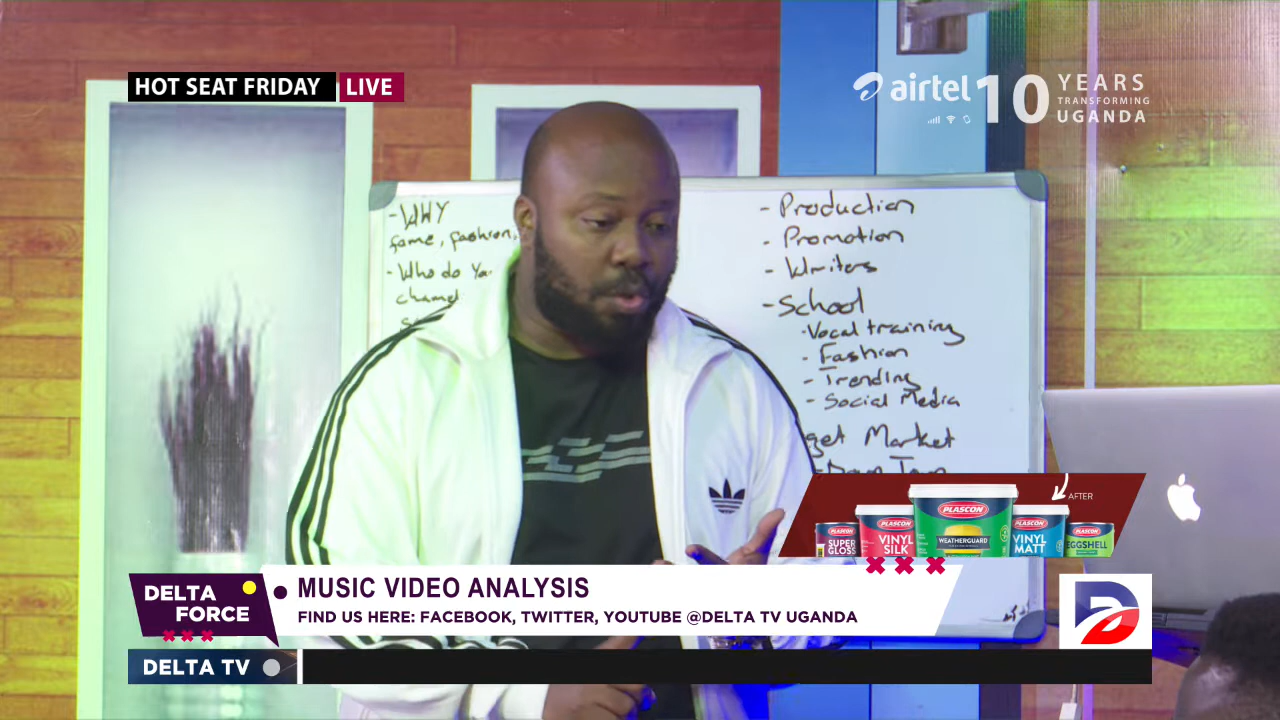 HOT SEAT FRIDAY LIVE
airtel 10 YEARS
TRANSFORMING
UGANDA
- WHY
fame, fashion,
- Who do Yo
channel
- Production
- Promotion
- Writers
- School
- Vocal training
- Fashion
- Trending
- Social Media
get Market
AFTER
PLASCON
SUPER
GLOSS
PLASCON
VINYL
SILK
PLASCON
WEATHERGUARD
PLASCON
VINYL
MATT
PLASCON
EGGSHELL
DELTA
FORCE
MUSIC VIDEO ANALYSIS
FIND US HERE: FACEBOOK, TWITTER, YOUTUBE @DELTA TV UGANDA
DELTA TV